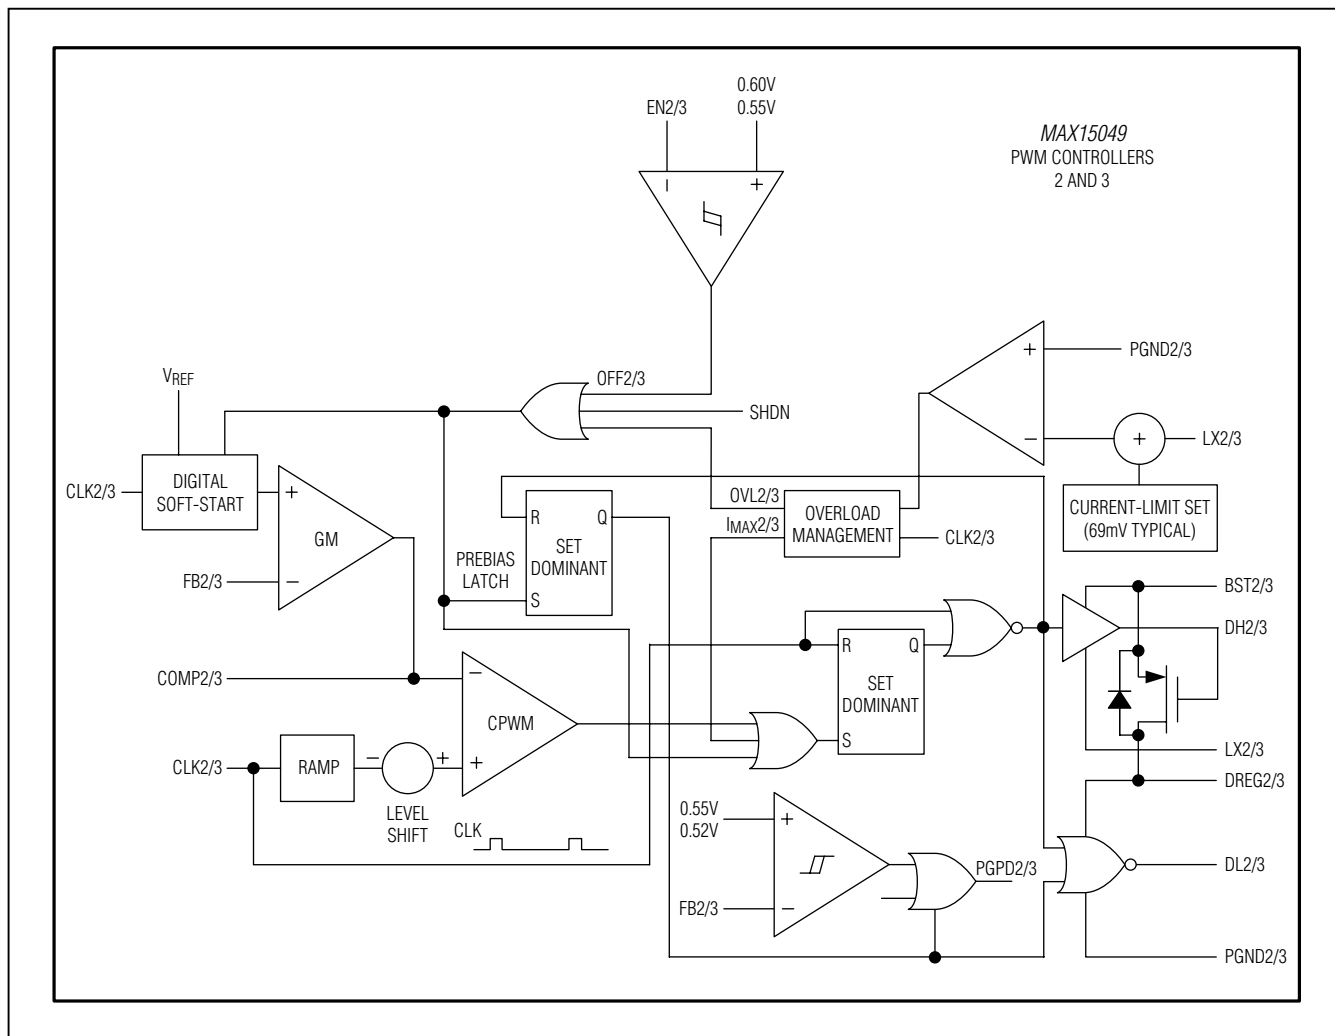 0.60V
EN2/3
0.55V
MAX15049
PWM CONTROLLERS
2 AND 3
−
+
VREF
OFF2/3
SHDN
+
PGND2/3
−
+
LX2/3
CLK2/3
DIGITAL
SOFT-START
+
GM
FB2/3
−
R
Q
SET
DOMINANT
S
PREBIAS
LATCH
OVL2/3
IMAX2/3
OVERLOAD
MANAGEMENT
CLK2/3
CURRENT-LIMIT SET
(69mV TYPICAL)
BST2/3
DH2/3
R
Q
SET
DOMINANT
S
COMP2/3
−
CPWM
+
CLK2/3
RAMP
−
+
LEVEL
SHIFT
CLK
LX2/3
DREG2/3
0.55V
0.52V
+
PGPD2/3
FB2/3
−
DL2/3
PGND2/3